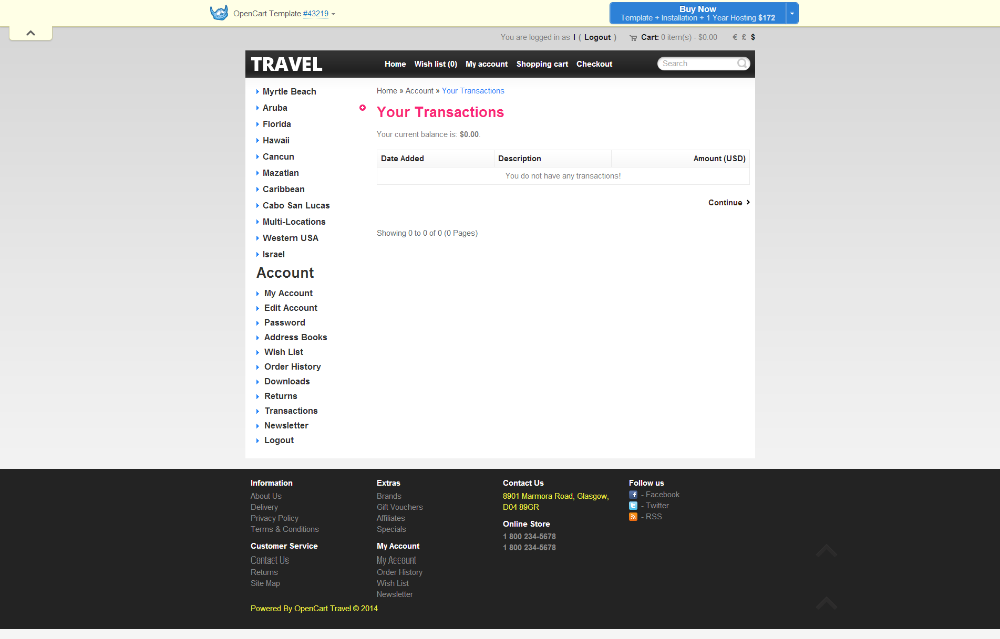 OpenCart Template #43219
Buy Now
Template + Installation + 1 Year Hosting $172
You are logged in as I ( Logout )
Cart: 0 item(s) - $0.00
€ £ $
TRAVEL
Home Wish list (0) My account Shopping cart Checkout
Search
Myrtle Beach
Aruba
Florida
Hawaii
Cancun
Mazatlan
Caribbean
Cabo San Lucas
Multi-Locations
Western USA
Israel
Account
My Account
Edit Account
Password
Address Books
Wish List
Order History
Downloads
Returns
Transactions
Newsletter
Logout
Home » Account » Your Transactions
Your Transactions
Your current balance is: $0.00.
Date Added Description Amount (USD)
You do not have any transactions!
Continue
Showing 0 to 0 of 0 (0 Pages)
Information
About Us
Delivery
Privacy Policy
Terms & Conditions
Customer Service
Contact Us
Returns
Site Map
Extras
Brands
Gift Vouchers
Affiliates
Specials
My Account
My Account
Order History
Wish List
Newsletter
Contact Us
8901 Marmora Road, Glasgow,
D04 89GR
Online Store
1 800 234-5678
1 800 234-5678
Follow us
- Facebook
- Twitter
- RSS
Powered By OpenCart Travel © 2014